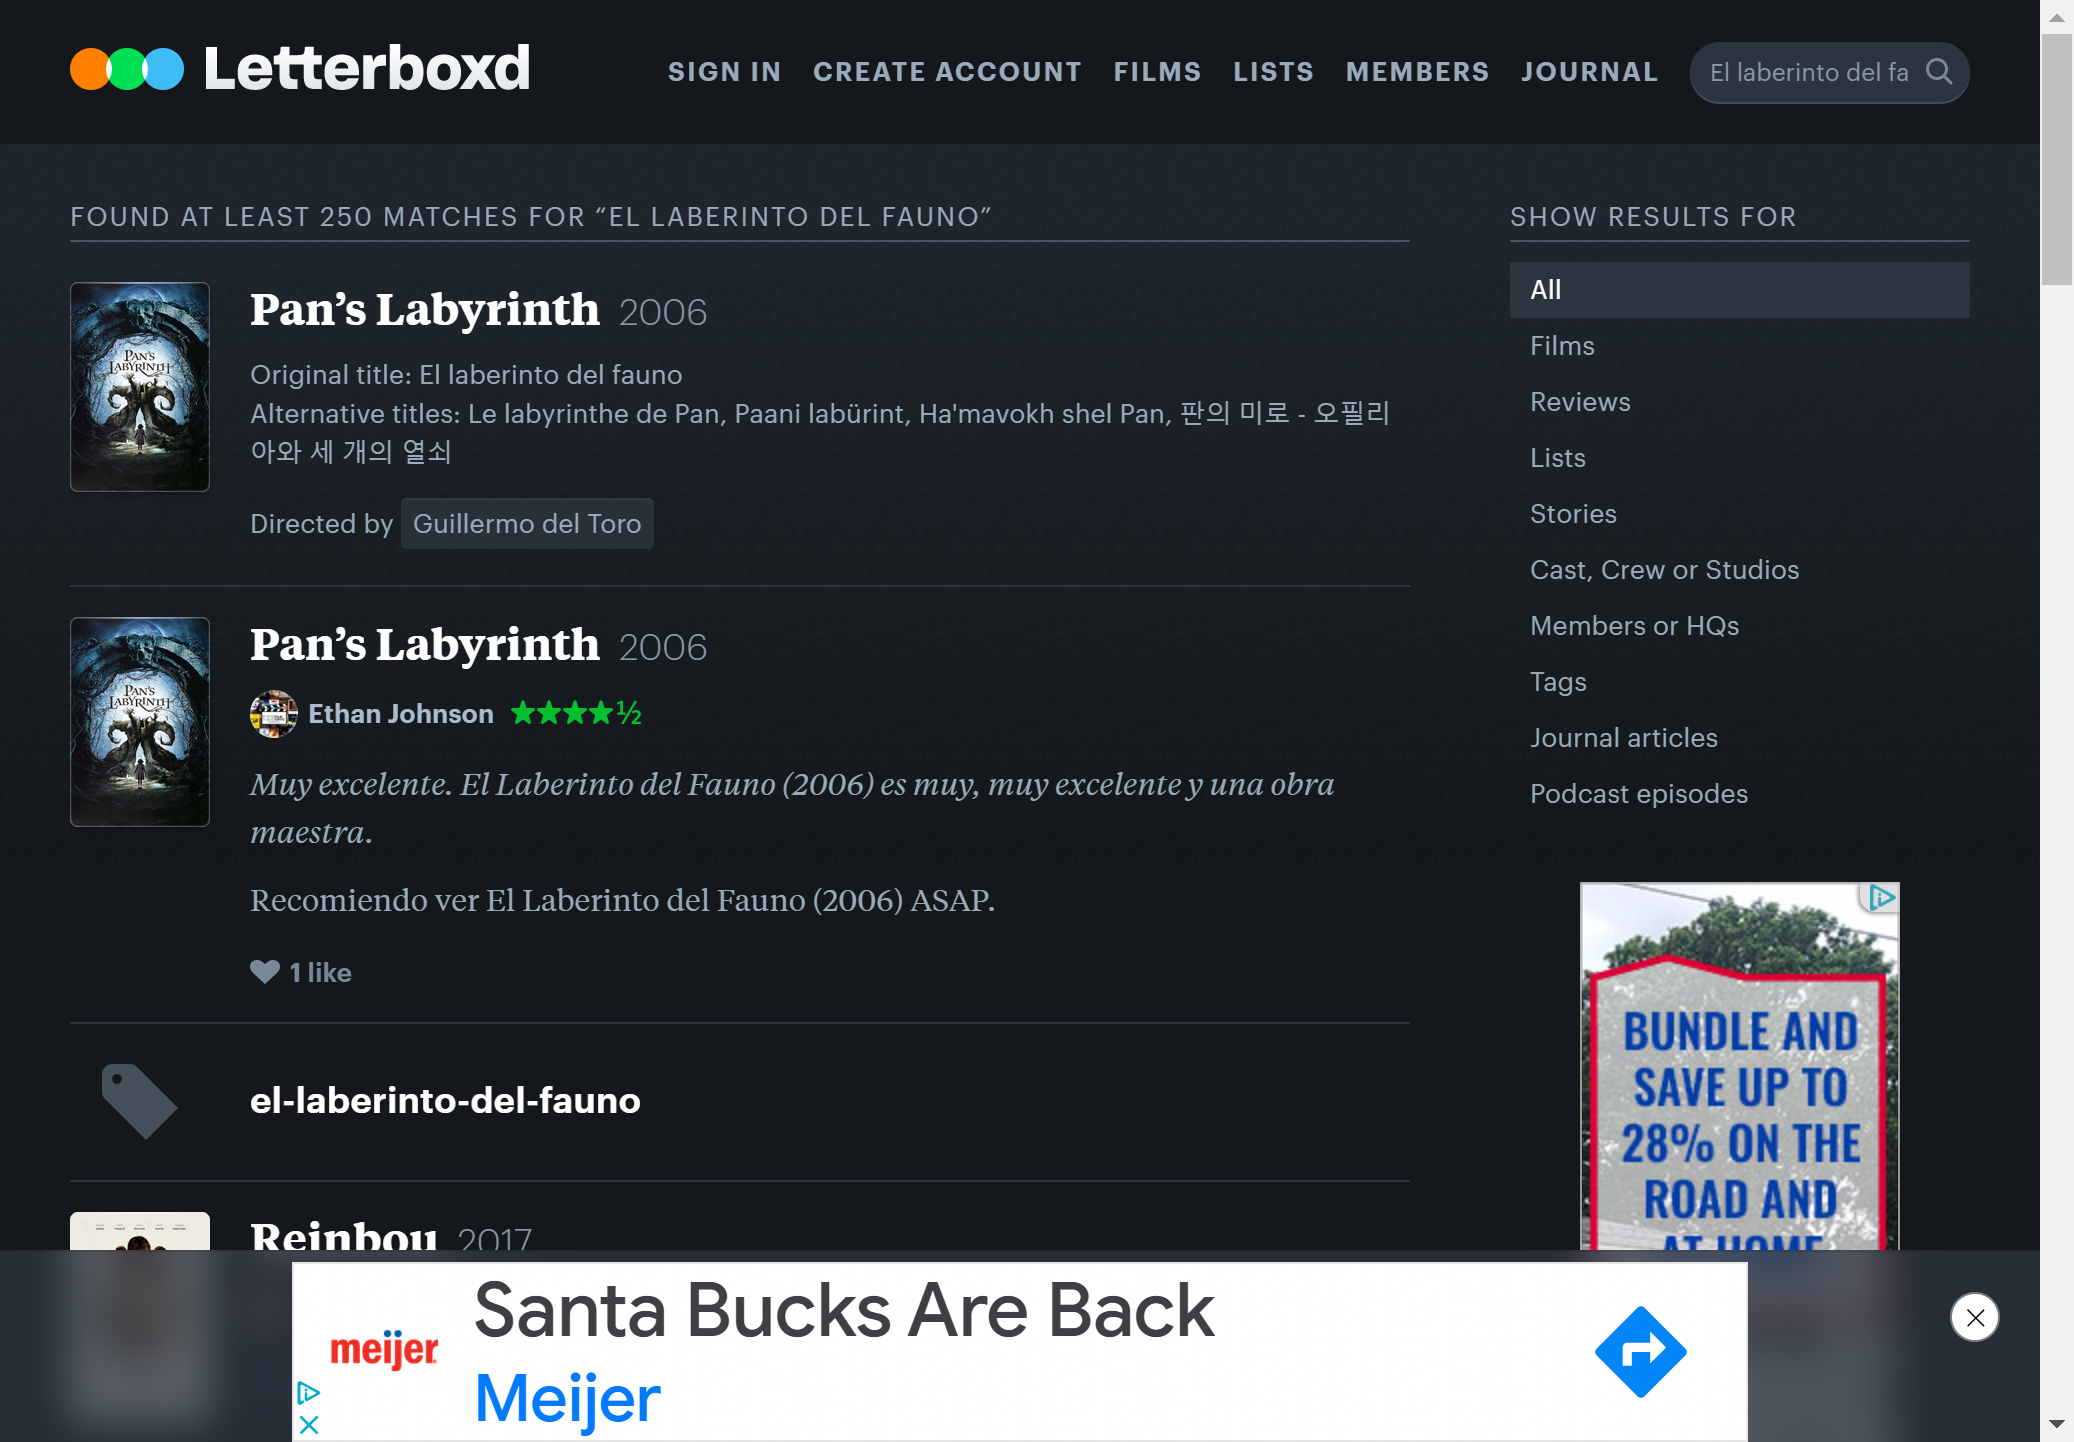 Letterboxd
SIGN IN CREATE ACCOUNT FILMS LISTS MEMBERS JOURNAL El laberinto del fa
FOUND AT LEAST 250 MATCHES FOR “EL LABERINTO DEL FAUNO”
PAN'S LABYRINTH
Pan’s Labyrinth 2006
Original title: El laberinto del fauno
Alternative titles: Le labyrinthe de Pan, Paani labürint, Ha'mavokh shel Pan, 판의 미로 - 오필리
아와 세 개의 열쇠
Directed by Guillermo del Toro
PAN'S LABYRINTH
Pan’s Labyrinth 2006
Ethan Johnson ★★★★½
Muy excelente. El Laberinto del Fauno (2006) es muy, muy excelente y una obra
maestra.
Recomiendo ver El Laberinto del Fauno (2006) ASAP.
1 like
el-laberinto-del-fauno
Reinbou 2017
SHOW RESULTS FOR
All
Films
Reviews
Lists
Stories
Cast, Crew or Studios
Members or HQs
Tags
Journal articles
Podcast episodes
BUNDLE AND
SAVE UP TO
28% ON THE
ROAD AND
AT HOME
meijer
Santa Bucks Are Back
Meijer